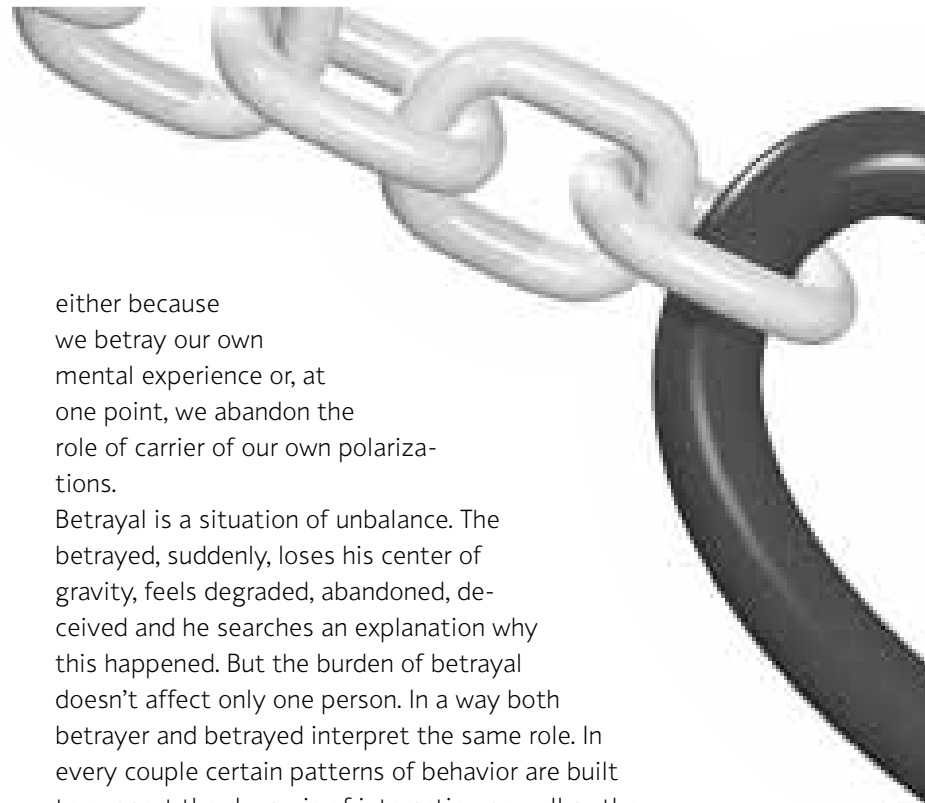 either because
we betray our own
mental experience or, at
one point, we abandon the
role of carrier of our own polariza-
tions.
Betrayal is a situation of unbalance. The
betrayed, suddenly, loses his center of
gravity, feels degraded, abandoned, de-
ceived and he searches an explanation why
this happened. But the burden of betrayal
doesn’t affect only one person. In a way both
betrayer and betrayed interpret the same role. In
every couple certain patterns of behavior are built